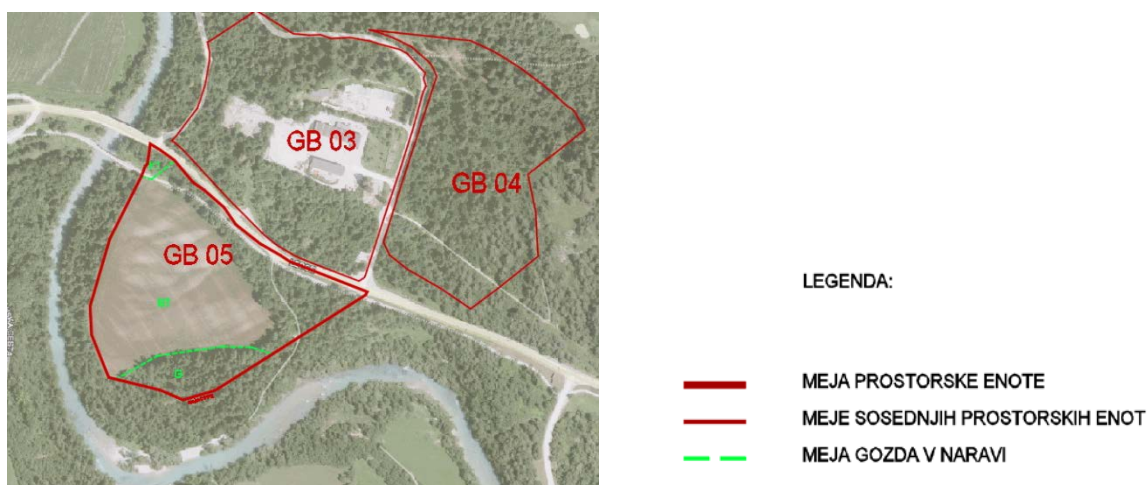 GB 03
GB 04
GB 05
G
LEGENDA:
MEJA PROSTORSKE ENOTE
MEJE SOSEDNJIH PROSTORSKIH ENOT
MEJA GOZDA V NARAVI